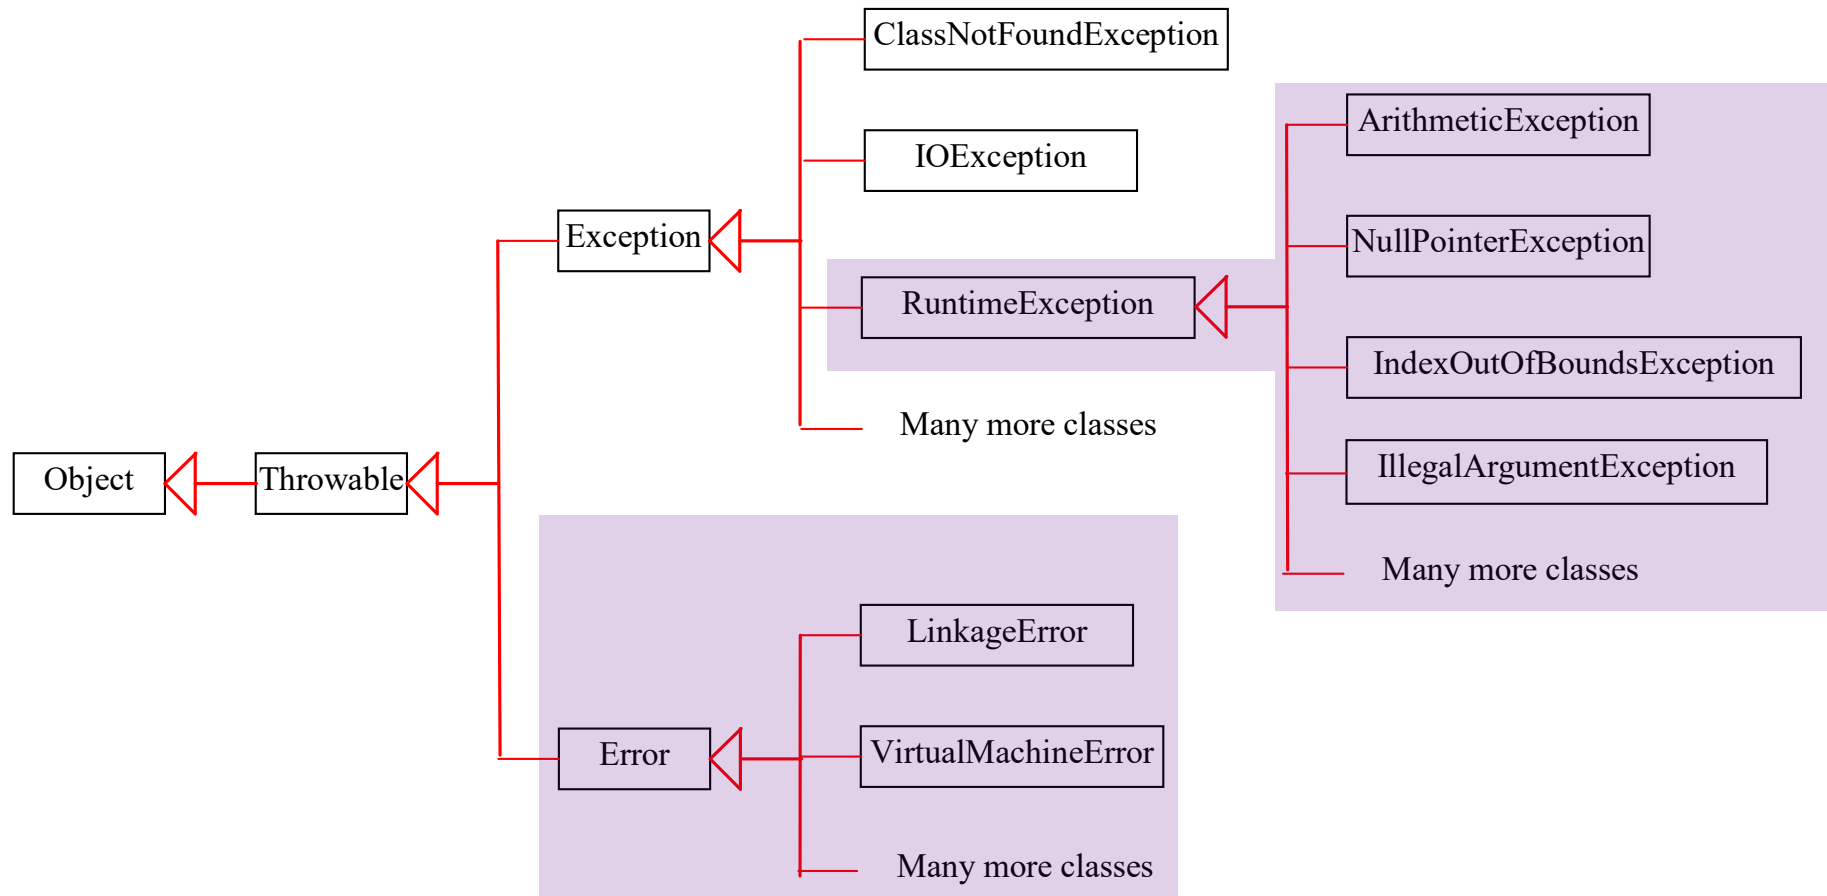 ClassNotFoundException
ArithmeticException
IOException
NullPointerException
Exception
RuntimeException
IndexOutOfBoundsException
Many more classes
IllegalArgumentException
Object
Throwable
Many more classes
LinkageError
Error
VirtualMachineError
Many more classes